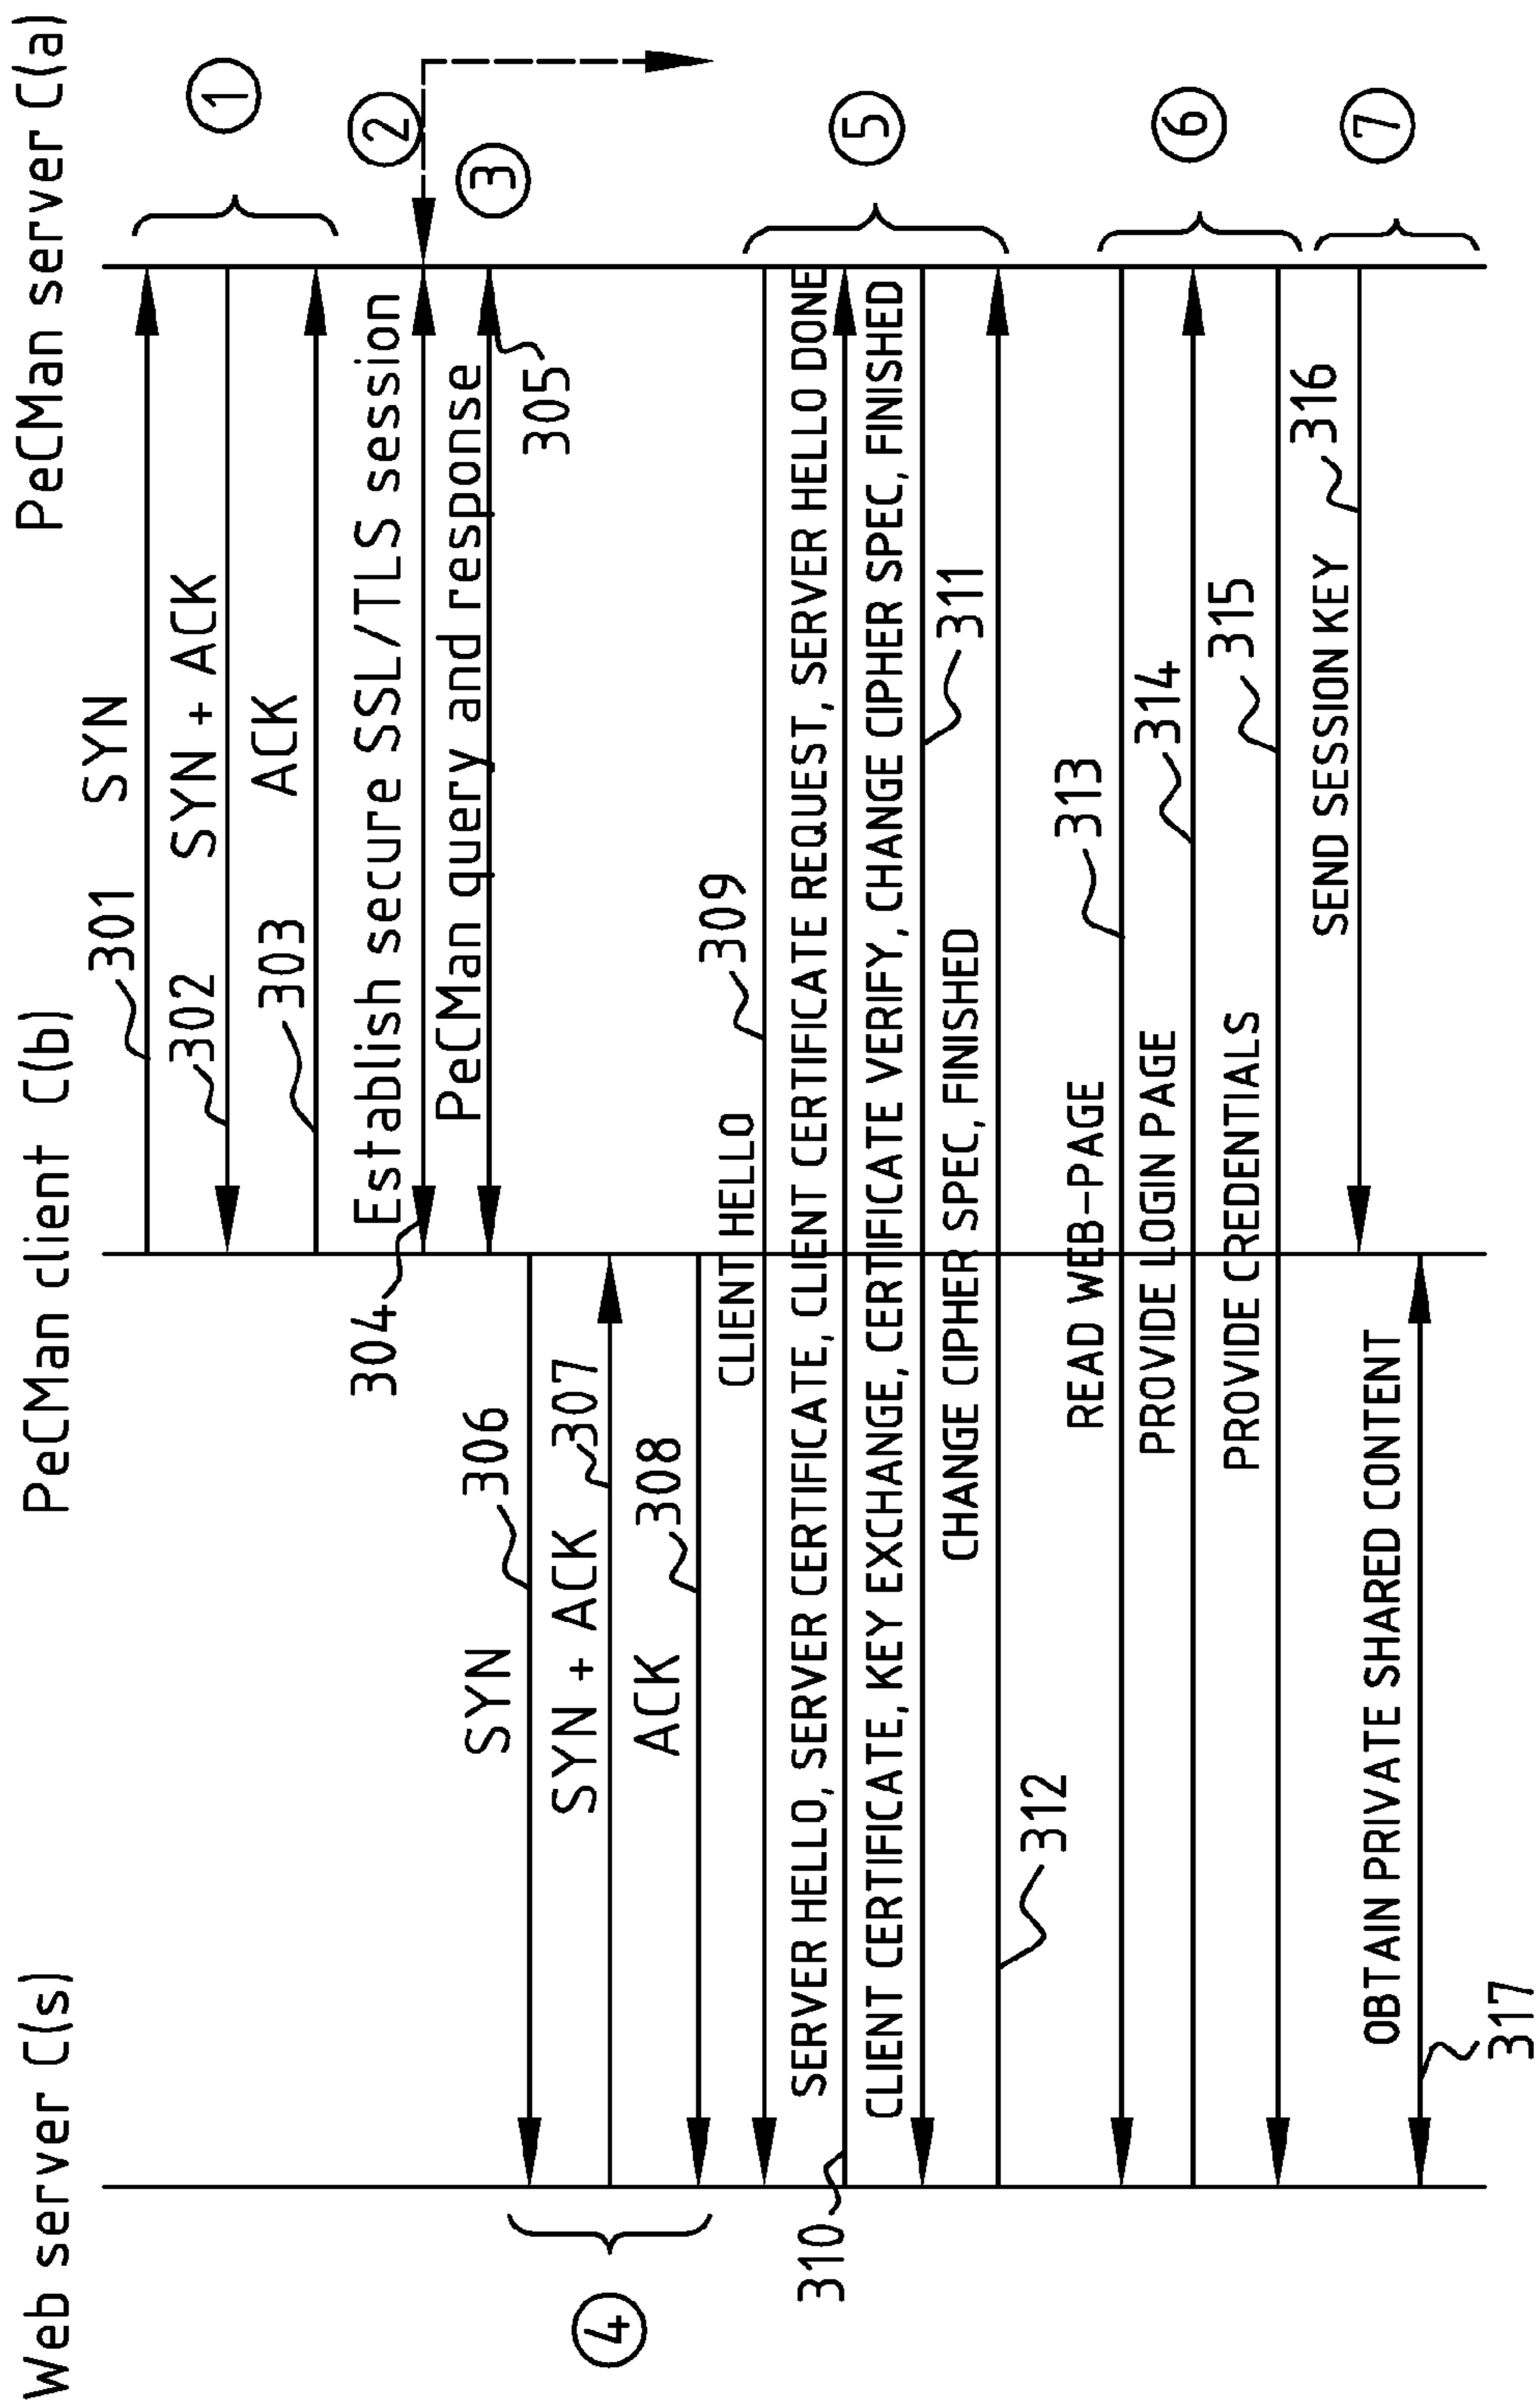 Web server C(s)
PeCMan client C(b)
PeCMan server C(a)
301
SYN
1
302
SYN + ACK
303
ACK
304
Establish secure SSL/TLS session
2
PeCMan query and response
3
305
SYN
306
SYN + ACK
307
4
ACK
308
CLIENT HELLO
309
SERVER HELLO, SERVER CERTIFICATE, CLIENT CERTIFICATE REQUEST, SERVER HELLO DONE
310
5
CLIENT CERTIFICATE, KEY EXCHANGE, CERTIFICATE VERIFY, CHANGE CIPHER SPEC, FINISHED
311
CHANGE CIPHER SPEC, FINISHED
312
READ WEB-PAGE
313
PROVIDE LOGIN PAGE
314
6
PROVIDE CREDENTIALS
315
SEND SESSION KEY
316
7
OBTAIN PRIVATE SHARED CONTENT
317